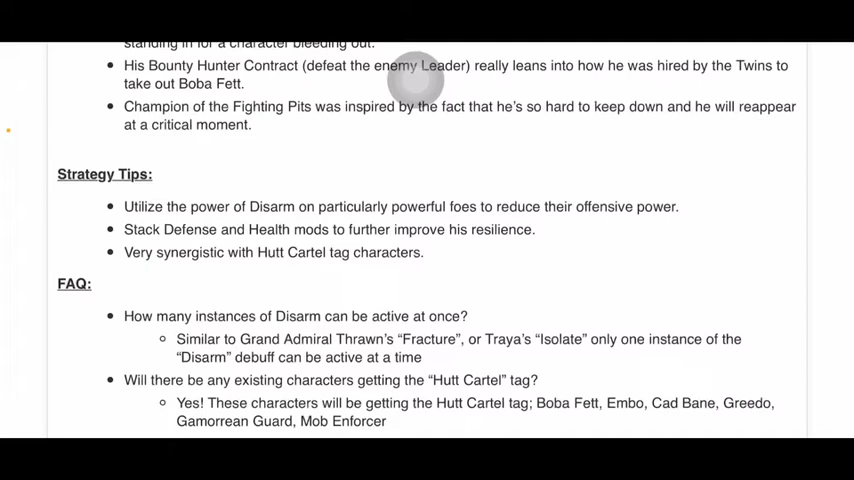 standing in for a character bleeding out.
• His Bounty Hunter Contract (defeat the enemy Leader) really leans into how he was hired by the Twins to
take out Boba Fett.
• Champion of the Fighting Pits was inspired by the fact that he's so hard to keep down and he will reappear
at a critical moment.
Strategy Tips:
• Utilize the power of Disarm on particularly powerful foes to reduce their offensive power.
• Stack Defense and Health mods to further improve his resilience.
• Very synergistic with Hutt Cartel tag characters.
FAQ:
• How many instances of Disarm can be active at once?
○ Similar to Grand Admiral Thrawn's “Fracture”, or Traya's “Isolate” only one instance of the
“Disarm” debuff can be active at a time
• Will there be any existing characters getting the “Hutt Cartel” tag?
○ Yes! These characters will be getting the Hutt Cartel tag; Boba Fett, Embo, Cad Bane, Greedo,
Gamorrean Guard, Mob Enforcer